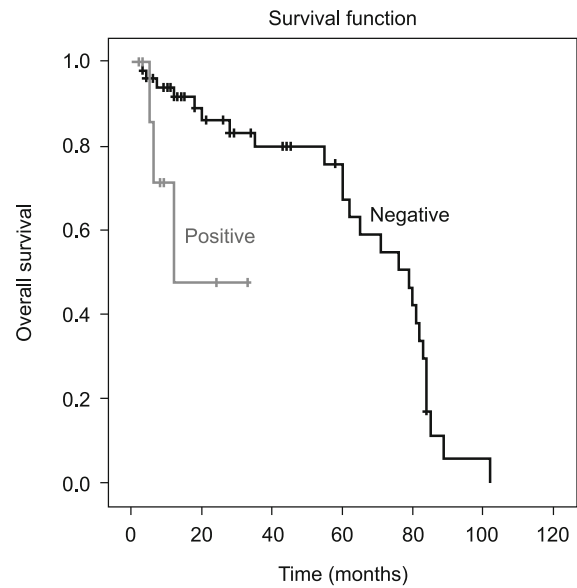 Survival function
Overall survival
1.0
0.8
0.6
0.4
0.2
0.0
Positive
Negative
0 20 40 60 80 100 120
Time (months)